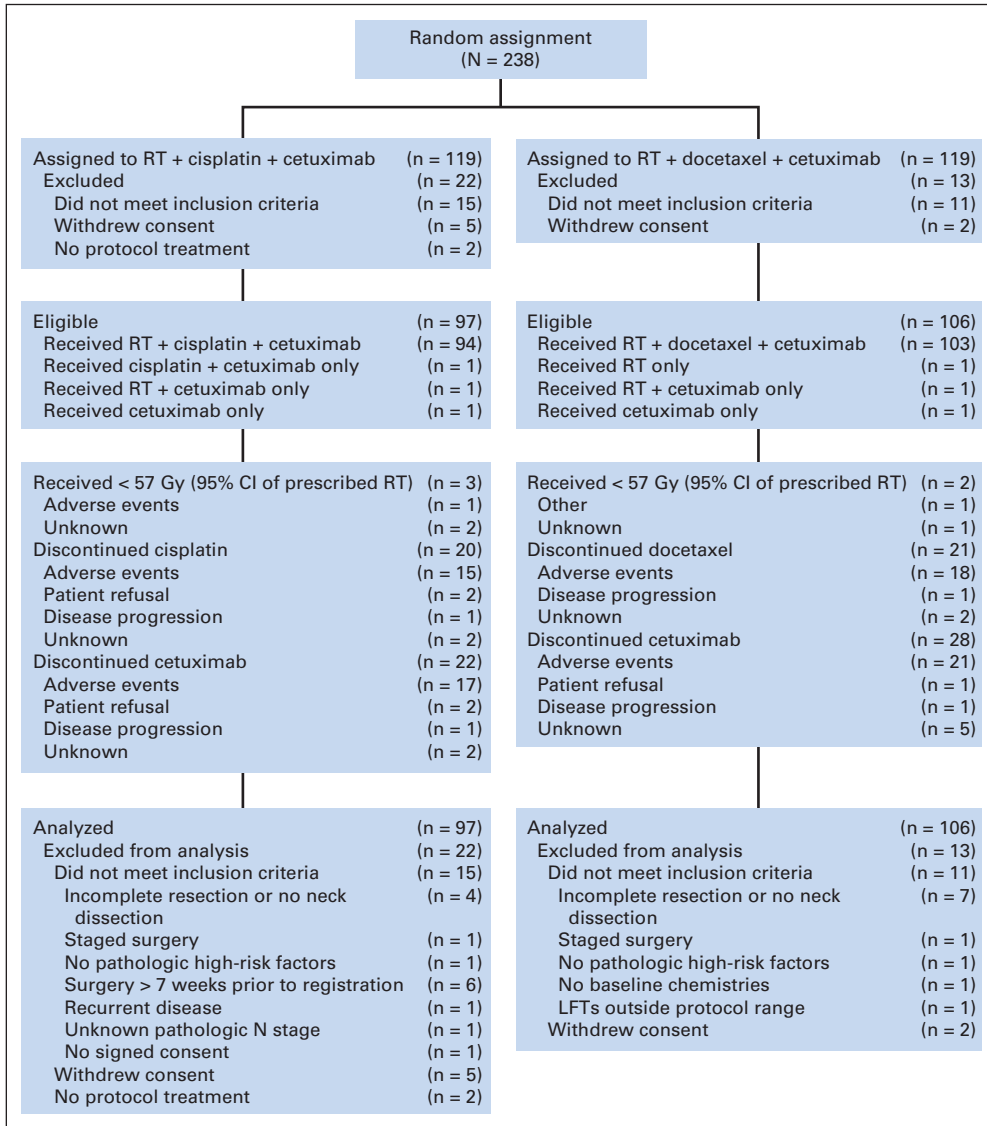 Random assignment
(N = 238)
Assigned to RT + cisplatin + cetuximab (n = 119)
Excluded (n = 22)
Did not meet inclusion criteria (n = 15)
Withdrew consent (n = 5)
No protocol treatment (n = 2)
Assigned to RT + docetaxel + cetuximab (n = 119)
Excluded (n = 13)
Did not meet inclusion criteria (n = 11)
Withdrew consent (n = 2)
Eligible (n = 97)
Received RT + cisplatin + cetuximab (n = 94)
Received cisplatin + cetuximab only (n = 1)
Received RT + cetuximab only (n = 1)
Received cetuximab only (n = 1)
Eligible (n = 106)
Received RT + docetaxel + cetuximab (n = 103)
Received RT only (n = 1)
Received RT + cetuximab only (n = 1)
Received cetuximab only (n = 1)
Received < 57 Gy (95% CI of prescribed RT) (n = 3)
Adverse events (n = 1)
Unknown (n = 2)
Discontinued cisplatin (n = 20)
Adverse events (n = 15)
Patient refusal (n = 2)
Disease progression (n = 1)
Unknown (n = 2)
Discontinued cetuximab (n = 22)
Adverse events (n = 17)
Patient refusal (n = 2)
Disease progression (n = 1)
Unknown (n = 2)
Received < 57 Gy (95% CI of prescribed RT) (n = 2)
Other (n = 1)
Unknown (n = 1)
Discontinued docetaxel (n = 21)
Adverse events (n = 18)
Disease progression (n = 1)
Unknown (n = 2)
Discontinued cetuximab (n = 28)
Adverse events (n = 21)
Patient refusal (n = 1)
Disease progression (n = 1)
Unknown (n = 5)
Analyzed (n = 97)
Excluded from analysis (n = 22)
Did not meet inclusion criteria (n = 15)
Incomplete resection or no neck (n = 4)
dissection
Staged surgery (n = 1)
No pathologic high-risk factors (n = 1)
Surgery > 7 weeks prior to registration (n = 6)
Recurrent disease (n = 1)
Unknown pathologic N stage (n = 1)
No signed consent (n = 1)
Withdrew consent (n = 5)
No protocol treatment (n = 2)
Analyzed (n = 106)
Excluded from analysis (n = 13)
Did not meet inclusion criteria (n = 11)
Incomplete resection or no neck (n = 7)
dissection
Staged surgery (n = 1)
No pathologic high-risk factors (n = 1)
No baseline chemistries (n = 1)
LFTs outside protocol range (n = 1)
Withdrew consent (n = 2)